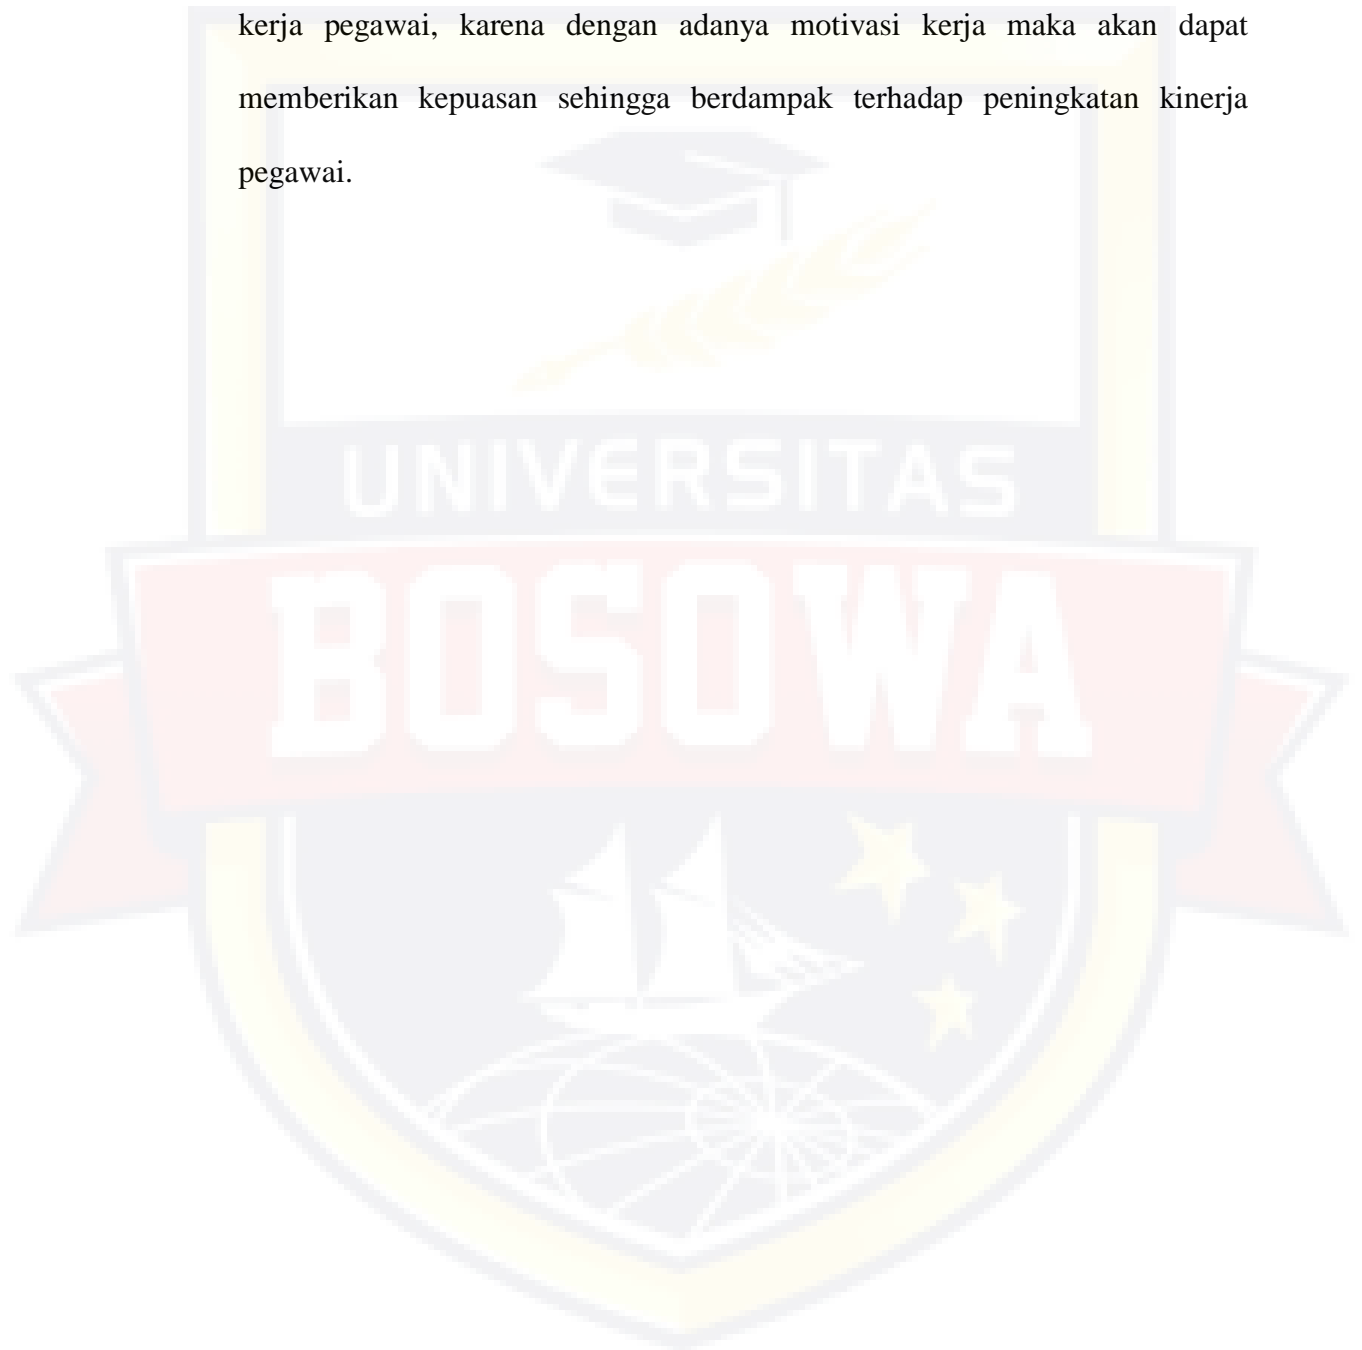 kerja pegawai, karena dengan adanya motivasi kerja maka akan dapat
memberikan kepuasan sehingga berdampak terhadap peningkatan kinerja
pegawai.
UNIVERSITAS
BOSOWA